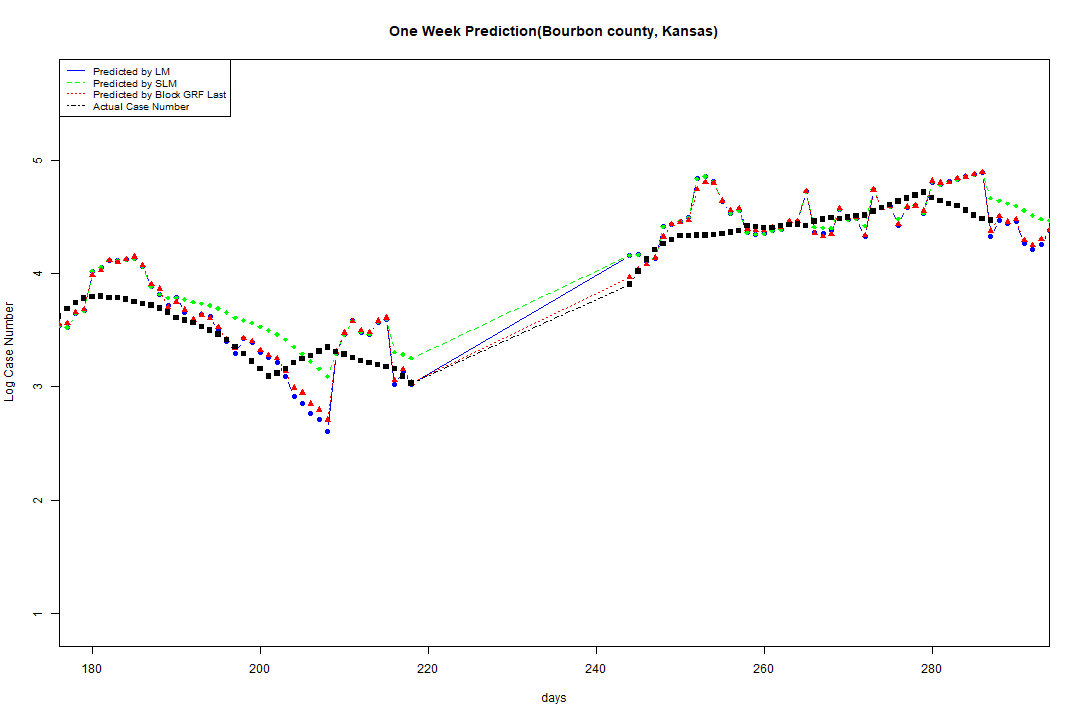 One Week Prediction(Bourbon county, Kansas)
Predicted by LM
Predicted by SLM
Predicted by Block GRF Last
Actual Case Number
5
4
3
2
1
Log Case Number
180 200 220 240 260 280
days